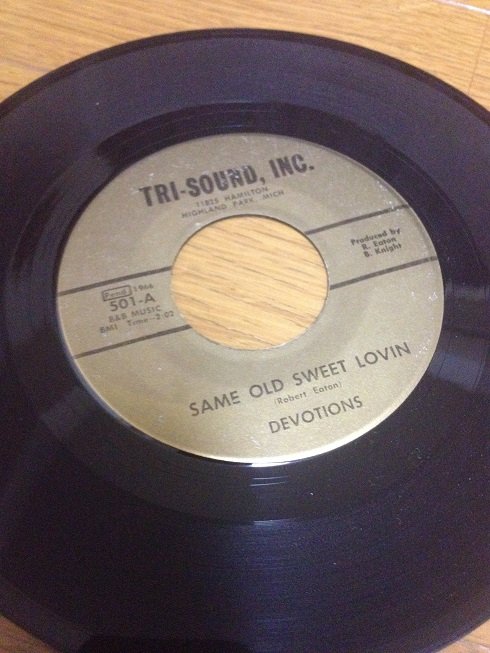 TRI-SOUND, INC.
11825 HAMILTON
HIGHLAND PARK, MICH
Produced by
R. Eaton
B. Knight
1966
501-A
B&B MUSIC
BMI Time-2:02
SAME OLD SWEET LOVIN
(Robert Eaton)
DEVOTIONS